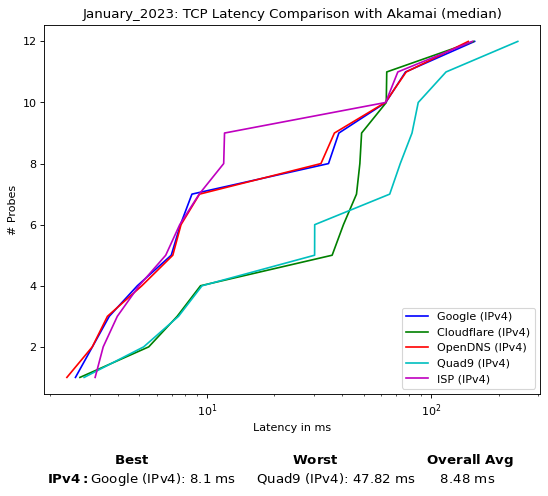 January_2023: TCP Latency Comparison with Akamai (median)
12
10
8
6
4
2
# Probes
Google (IPv4)
Cloudflare (IPv4)
OpenDNS (IPv4)
Quad9 (IPv4)
ISP (IPv4)
10¹ 10²
Latency in ms
Best Worst Overall Avg
IPv4: Google (IPv4): 8.1 ms Quad9 (IPv4): 47.82 ms 8.48 ms